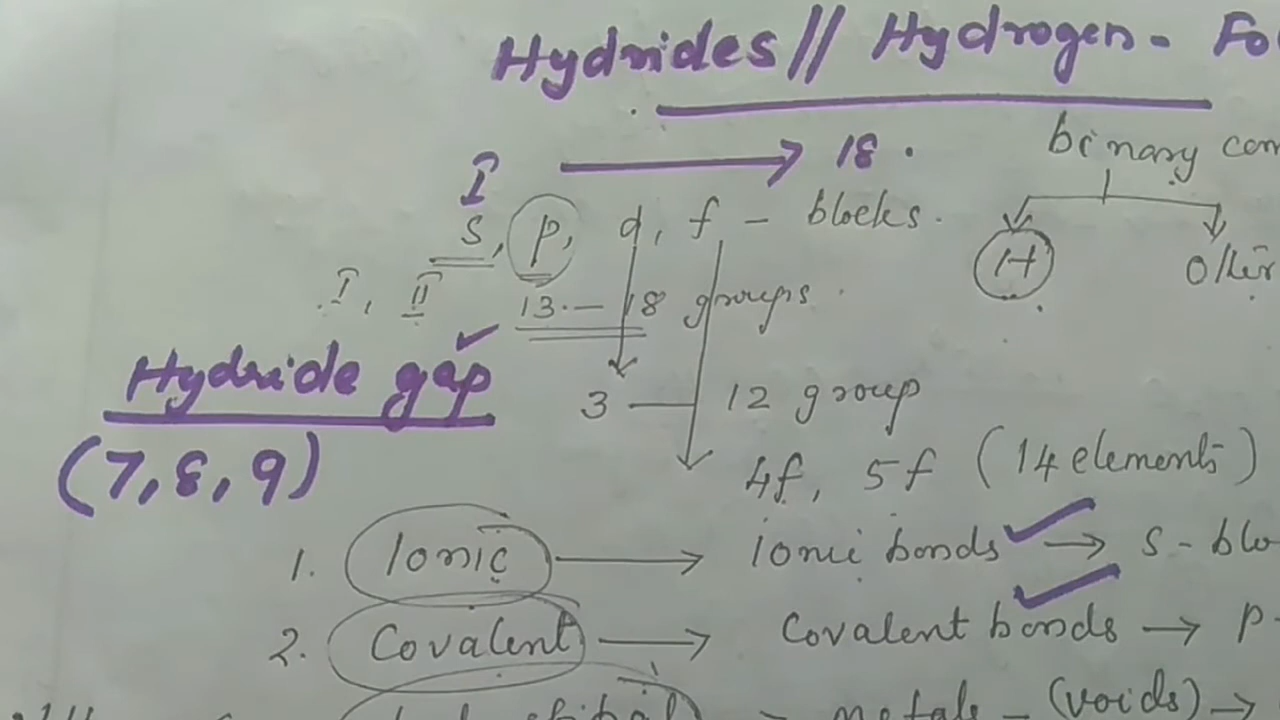 Hydrides // Hydrogen - Fo
I → 18.
binary com
s, p, d, f - blocks.
H
Other
I, II 13 - 18 groups.
Hydride gap
3 — 12 group
(7, 8, 9)
4f, 5f (14 elements)
1. Ionic → ionic bonds → s - blo
2. Covalent → Covalent bonds → p-
metals - (voids) →